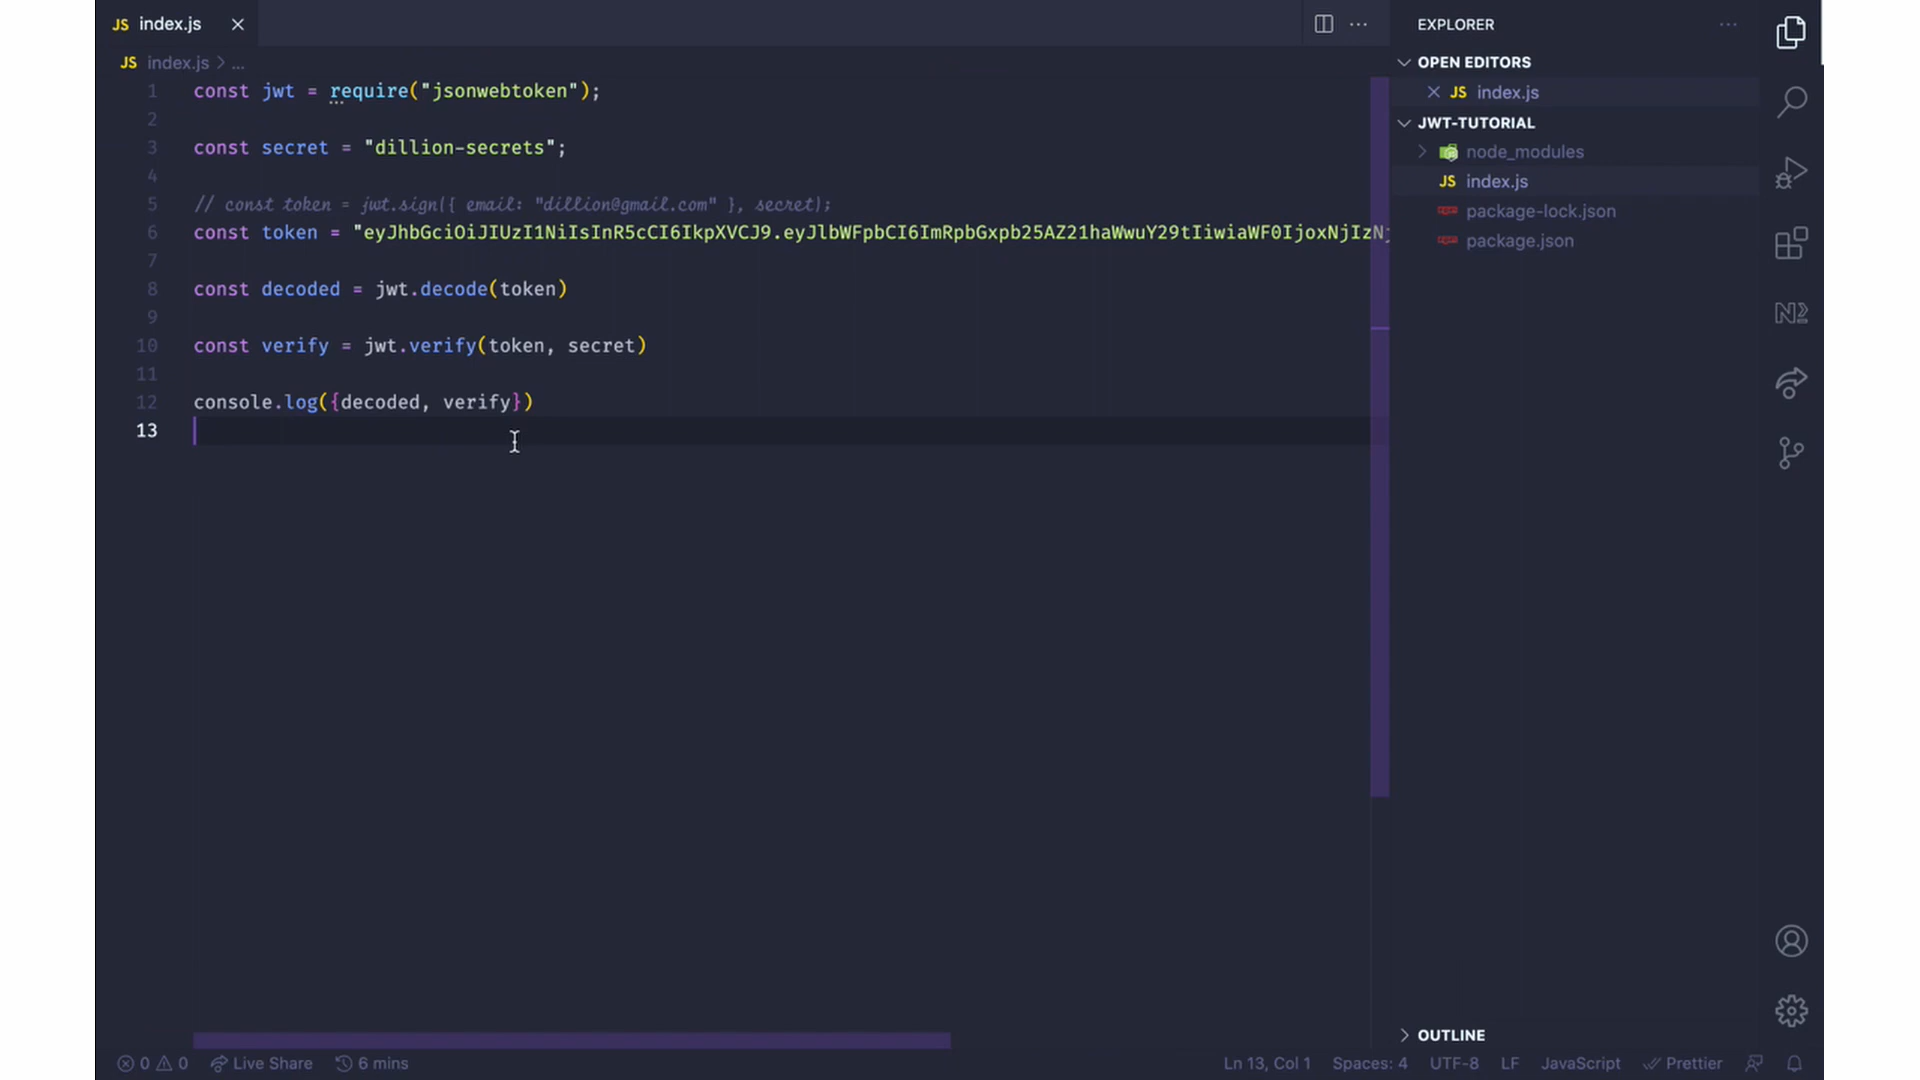 JS index.js
JS index.js > ...
1 const jwt = require("jsonwebtoken");
2
3 const secret = "dillion-secrets";
4
5 // const token = jwt.sign({ email: "dillion@gmail.com" }, secret);
6 const token = "eyJhbGciOiJIUzI1NiIsInR5cCI6IkpXVCJ9.eyJlbWFpbCI6ImRpbGxpb25AZ21haWwuY29tIiwiaWF0IjoxNjIzNj
7
8 const decoded = jwt.decode(token)
9
10 const verify = jwt.verify(token, secret)
11
12 console.log({decoded, verify})
13
EXPLORER
OPEN EDITORS
JS index.js
JWT-TUTORIAL
node_modules
JS index.js
package-lock.json
package.json
OUTLINE
0 0 Live Share 6 mins
Ln 13, Col 1 Spaces: 4 UTF-8 LF JavaScript Prettier